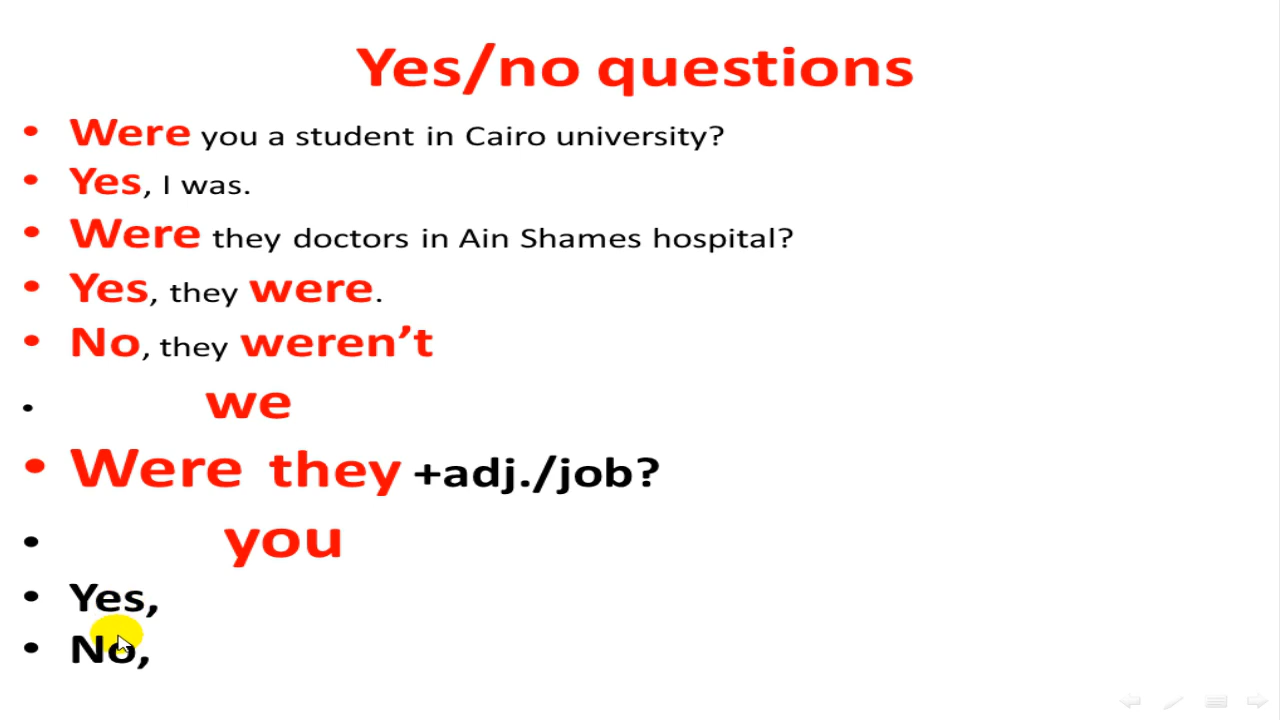 Yes/no questions
• Were you a student in Cairo university?
• Yes, I was.
• Were they doctors in Ain Shames hospital?
• Yes, they were.
• No, they weren’t
• we
• Were they +adj./job?
• you
• Yes,
• No,